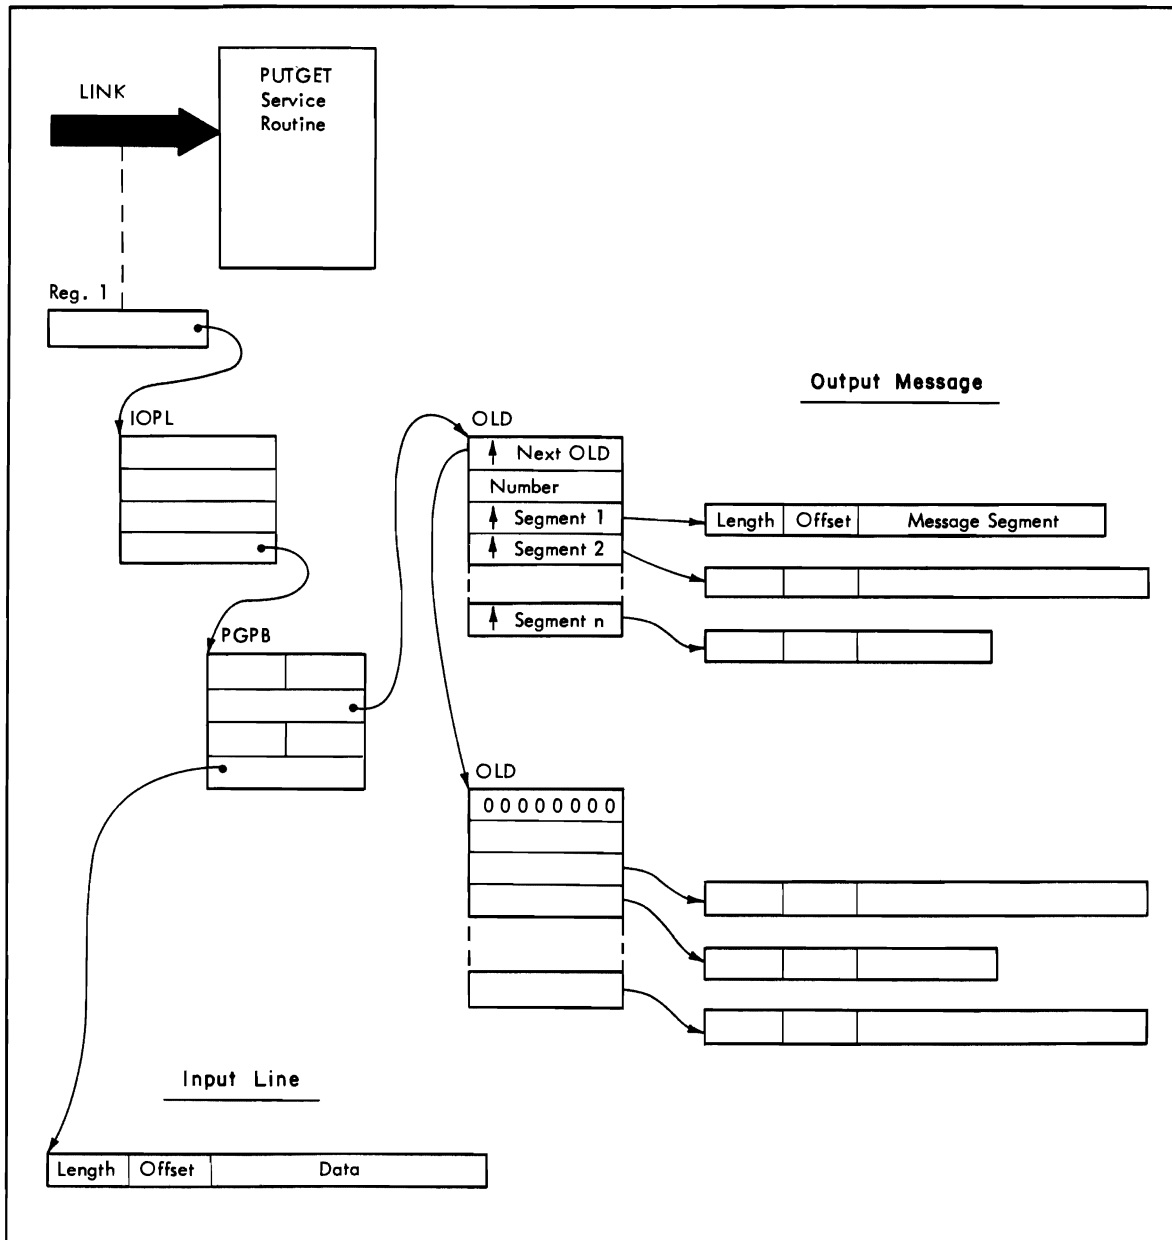 PUTGET
Service
Routine
LINK
Reg. 1
IOPL
Output Message
OLD
↑ Next OLD
Number
↑ Segment 1
Length Offset Message Segment
↑ Segment 2
↑ Segment n
PGPB
OLD
00000000
Input Line
Length Offset Data